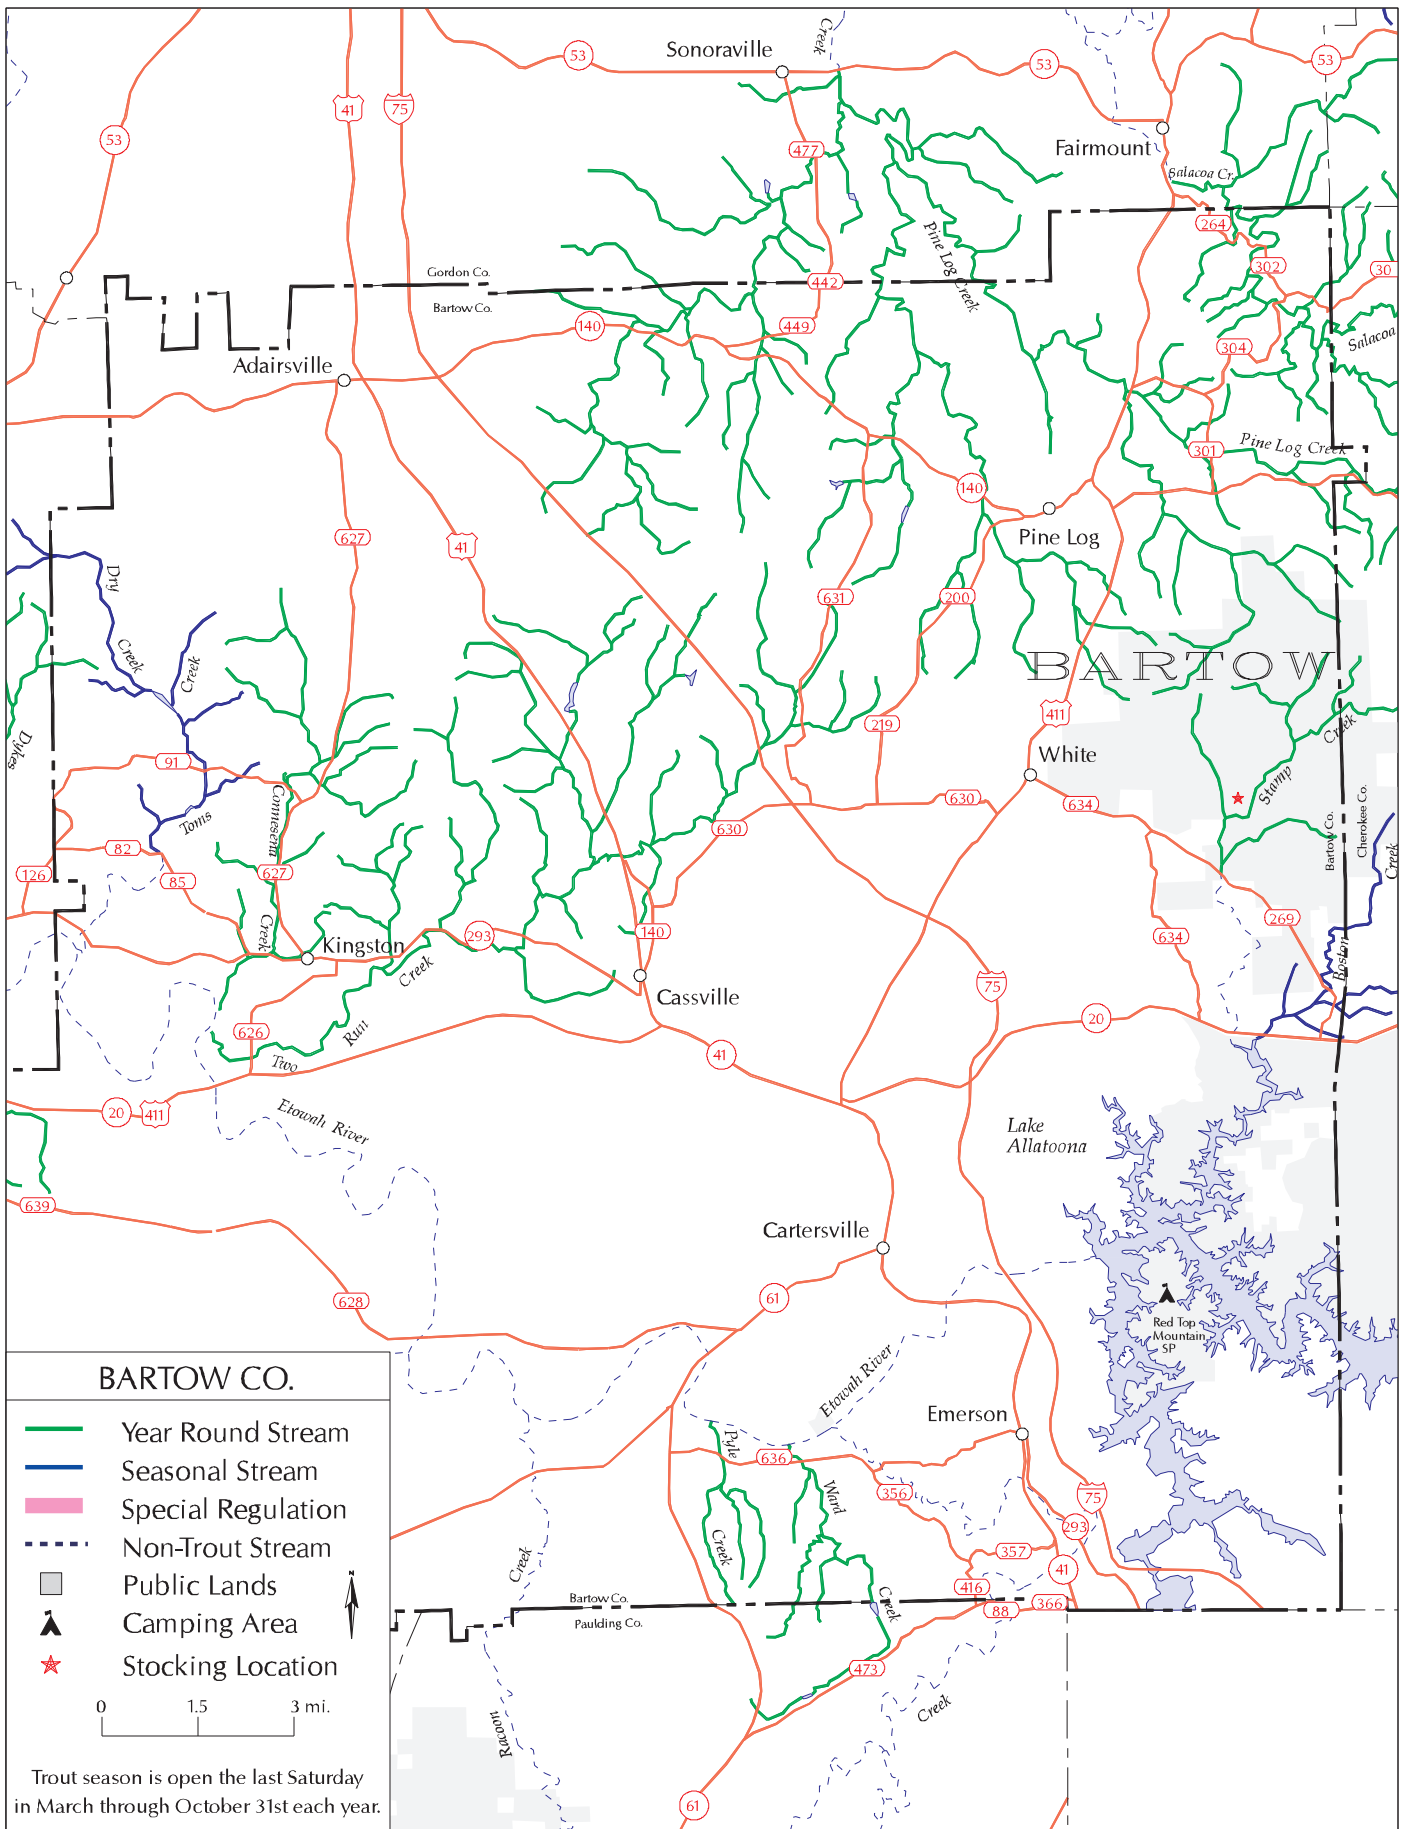 Creek
Sonoraville
53
53
53
41
75
53
477
Fairmount
Salacoa Cr.
264
Pine Log Creek
302
30
Gordon Co.
Bartow Co.
442
140
449
304
Salacoa
Adairsville
301
Pine Log Creek
140
Pine Log
627
41
Dry
Creek
Creek
631
200
BARTOW
Dykes
219
411
Creek
White
91
Stamp
Connesena
Toms
630
634
630
Bartow Co.
Cherokee Co.
82
126
85
627
Creek
269
Creek
Kingston
293
140
634
Boston
Creek
75
Cassville
626
Run
Two
20
41
20
411
Etowah River
Lake
Allatoona
639
Cartersville
61
628
Red Top
Mountain
SP
Etowah River
Emerson
Pyle
636
356
Ward
75
293
Creek
357
41
Creek
416
366
88
Bartow Co.
Paulding Co.
Creek
473
Creek
Racoon
61
BARTOW CO.
Year Round Stream
Seasonal Stream
Special Regulation
Non-Trout Stream
Public Lands
N
Camping Area
Stocking Location
0 1.5 3 mi.
Trout season is open the last Saturday
in March through October 31st each year.